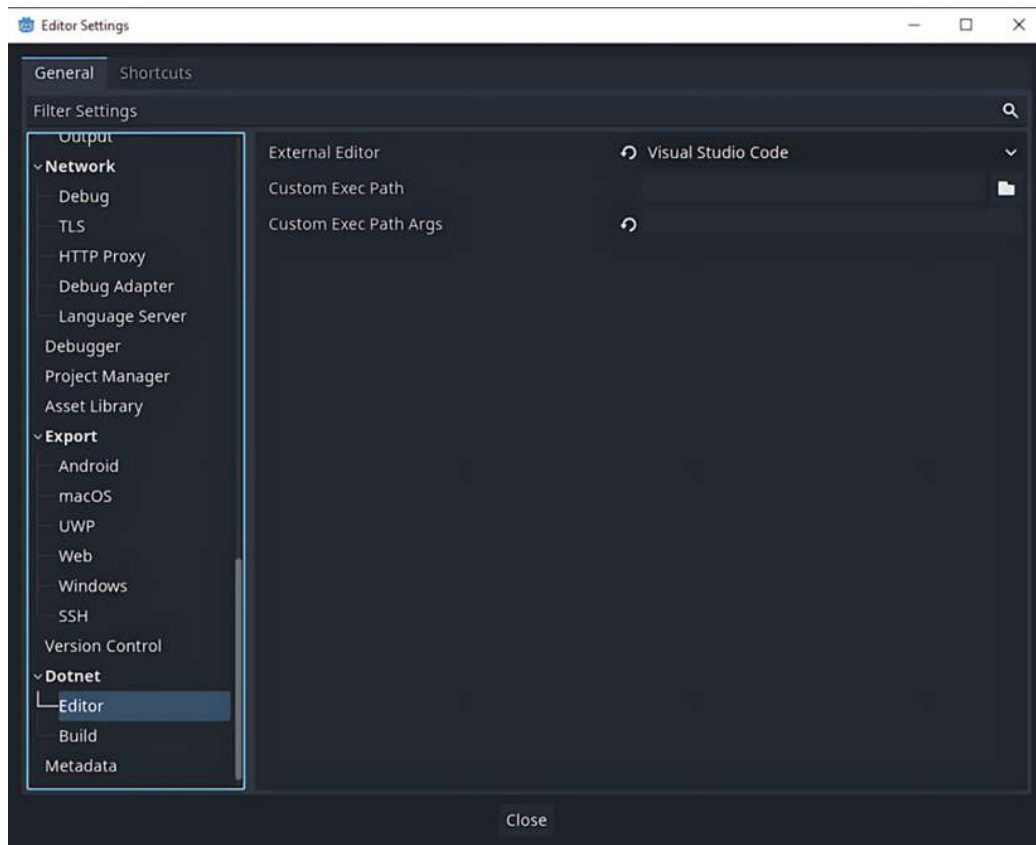 Editor Settings
General Shortcuts
Filter Settings
Output
Network
Debug
TLS
HTTP Proxy
Debug Adapter
Language Server
Debugger
Project Manager
Asset Library
Export
Android
macOS
UWP
Web
Windows
SSH
Version Control
Dotnet
Editor
Build
Metadata
External Editor Visual Studio Code
Custom Exec Path
Custom Exec Path Args
Close